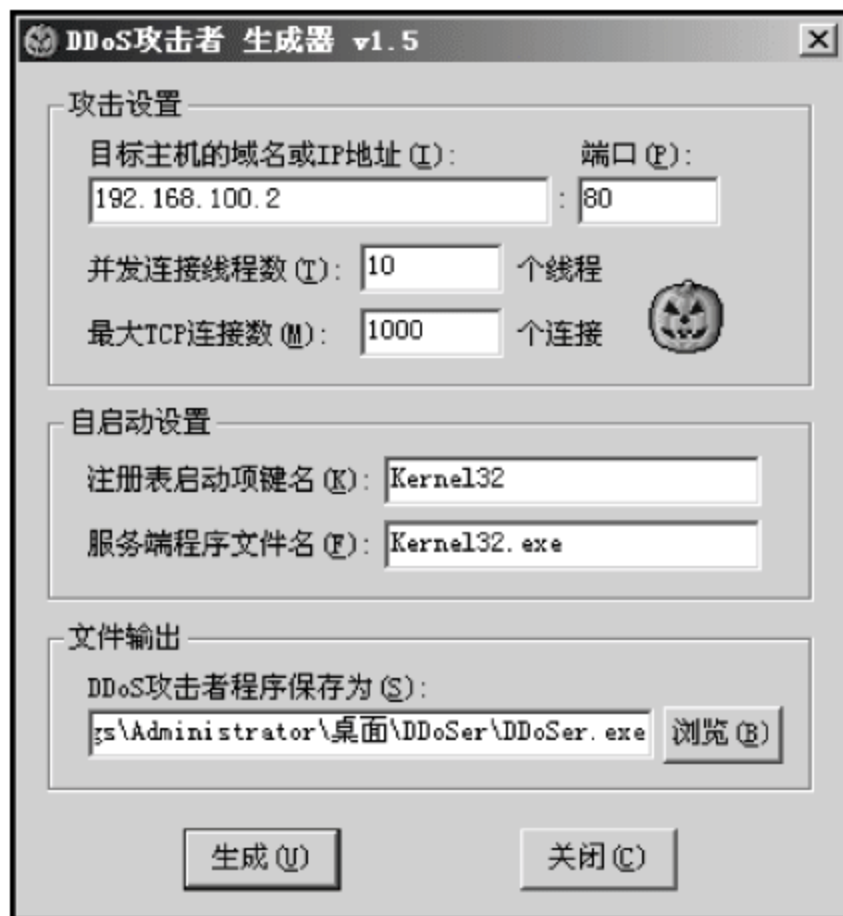 DDoS攻击者 生成器 v1.5
攻击设置
目标主机的域名或IP地址(I): 端口(P):
192.168.100.2 : 80
并发连接线程数(T): 10 个线程
最大TCP连接数(M): 1000 个连接
自启动设置
注册表启动项键名(K): Kernel32
服务端程序文件名(F): Kernel32.exe
文件输出
DDoS攻击者程序保存为(S):
gs\Administrator\桌面\DDoSer\DDoSer.exe 浏览(B)
生成(U) 关闭(C)